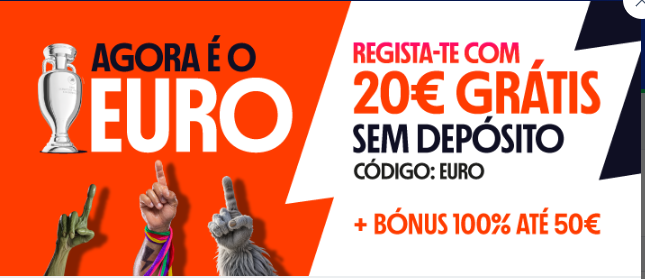 AGORA É O
EURO
REGISTA-TE COM
20€ GRÁTIS
SEM DEPÓSITO
CÓDIGO: EURO
+ BÓNUS 100% ATÉ 50€